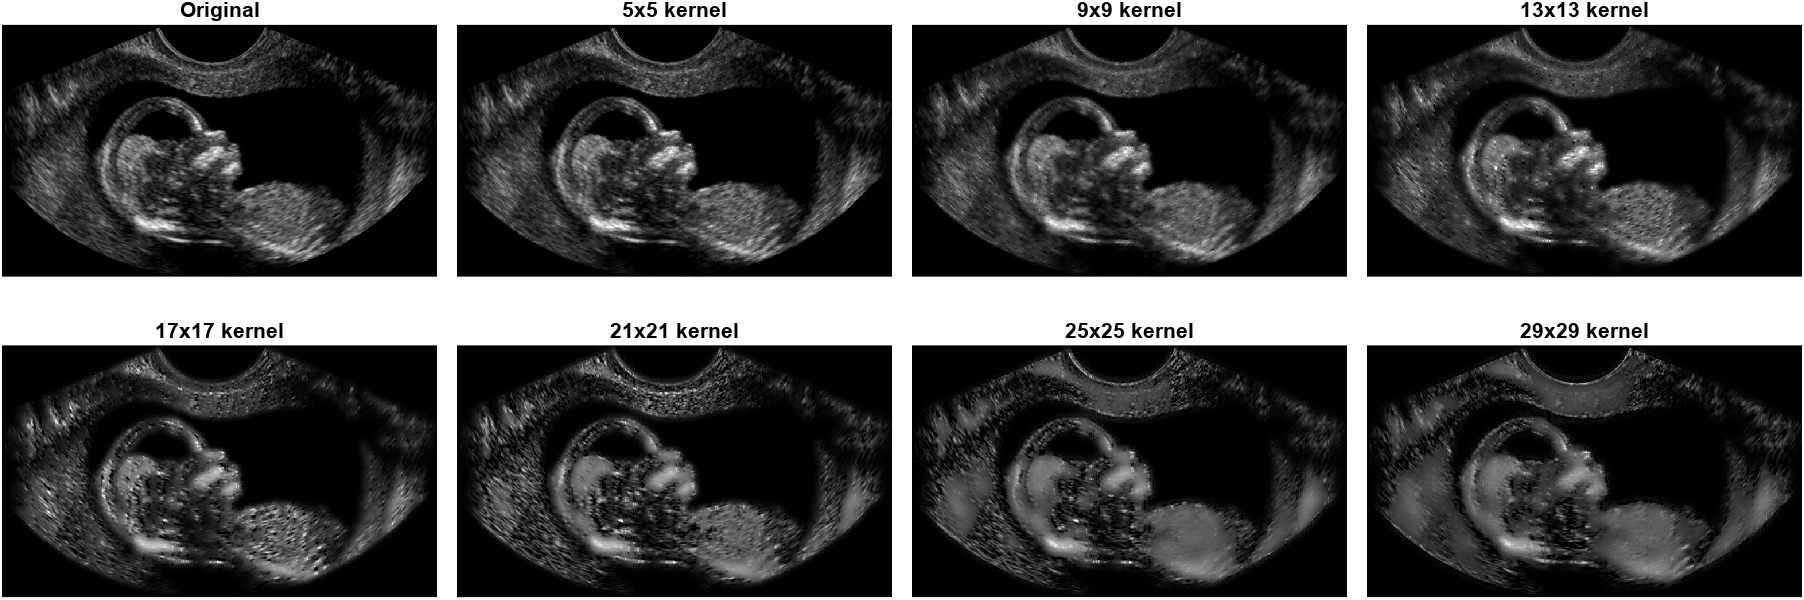 Original
5x5 kernel
9x9 kernel
13x13 kernel
17x17 kernel
21x21 kernel
25x25 kernel
29x29 kernel